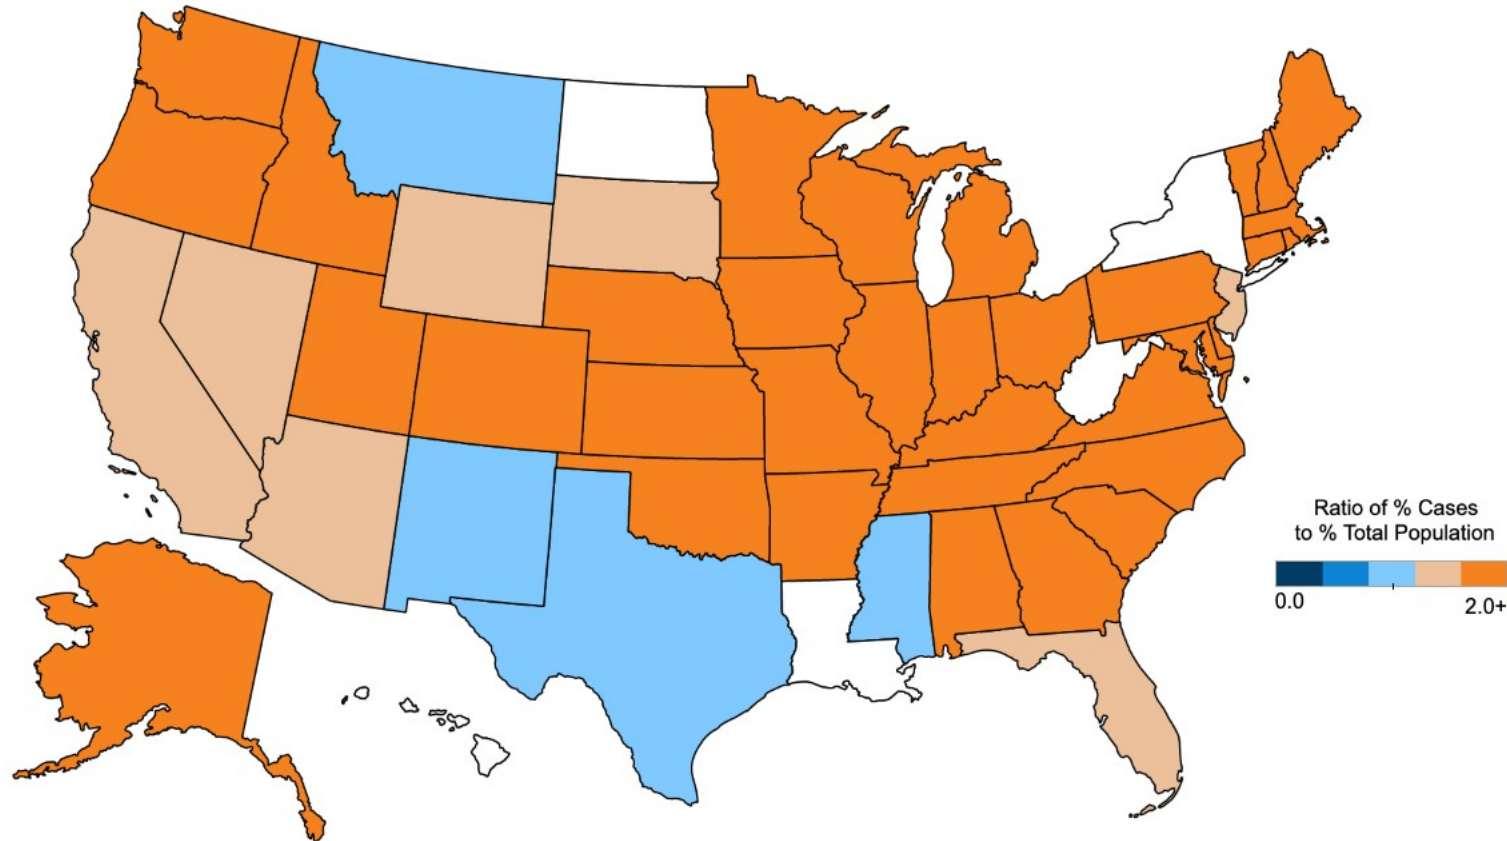 Ratio of % Cases
to % Total Population
0.0
2.0+